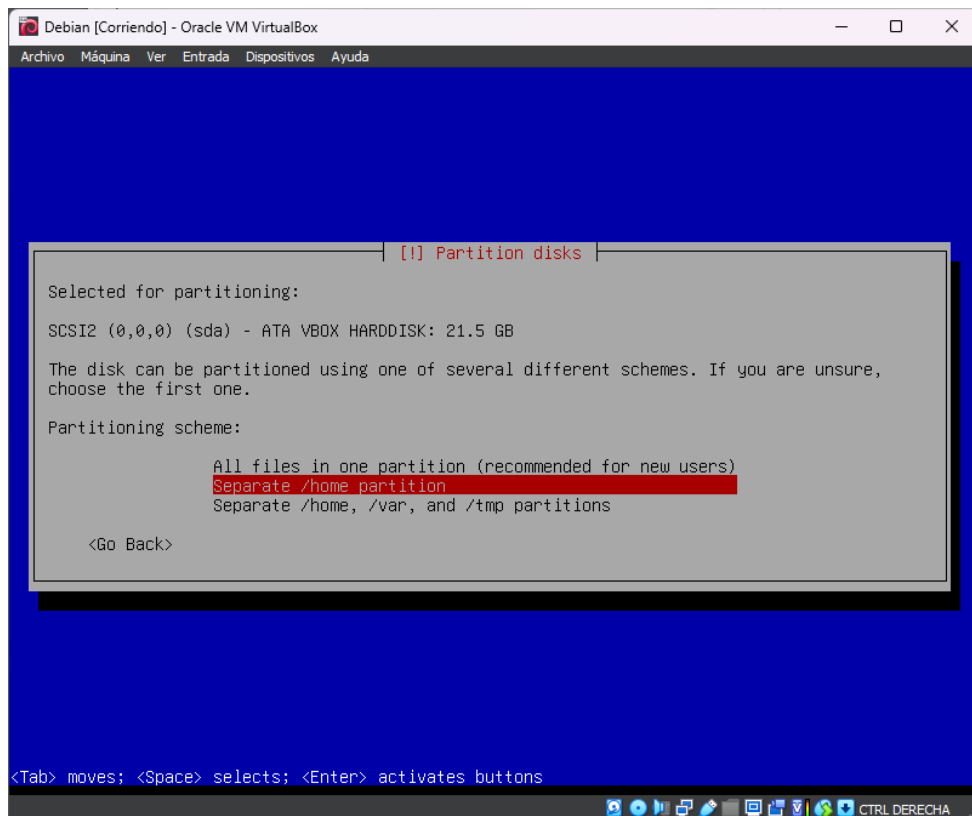 Debian [Corriendo] - Oracle VM VirtualBox
Archivo Máquina Ver Entrada Dispositivos Ayuda
[!] Partition disks
Selected for partitioning:
SCSI2 (0,0,0) (sda) - ATA VBOX HARDDISK: 21.5 GB
The disk can be partitioned using one of several different schemes. If you are unsure,
choose the first one.
Partitioning scheme:
All files in one partition (recommended for new users)
Separate /home partition
Separate /home, /var, and /tmp partitions
<Go Back>
<Tab> moves; <Space> selects; <Enter> activates buttons
CTRL DERECHA